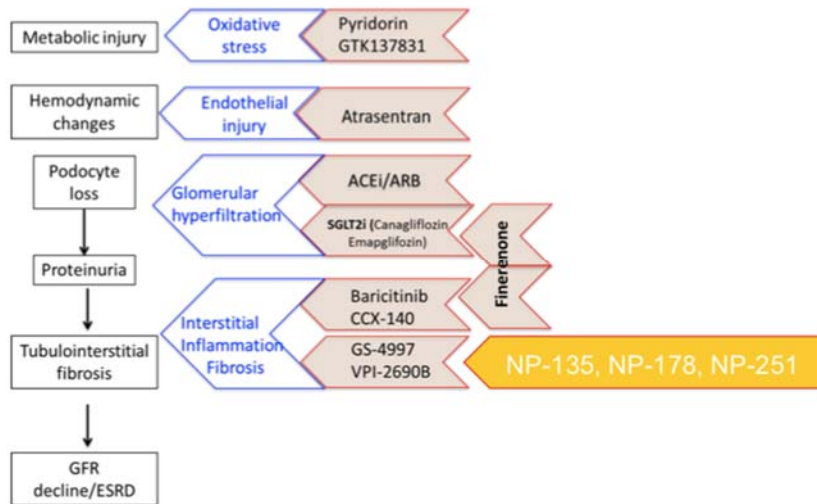 Metabolic injury
Oxidative
stress
Pyridorin
GTK137831
Hemodynamic
changes
Endothelial
injury
Atrasentran
Podocyte
loss
Glomerular
hyperfiltration
ACEi/ARB
SGLT2i (Canagliflozin
Emapglifozin)
Finerenone
Proteinuria
Interstitial
Inflammation
Fibrosis
Baricitinib
CCX-140
Tubulointerstitial
fibrosis
GS-4997
VPI-2690B
NP-135, NP-178, NP-251
GFR
decline/ESRD